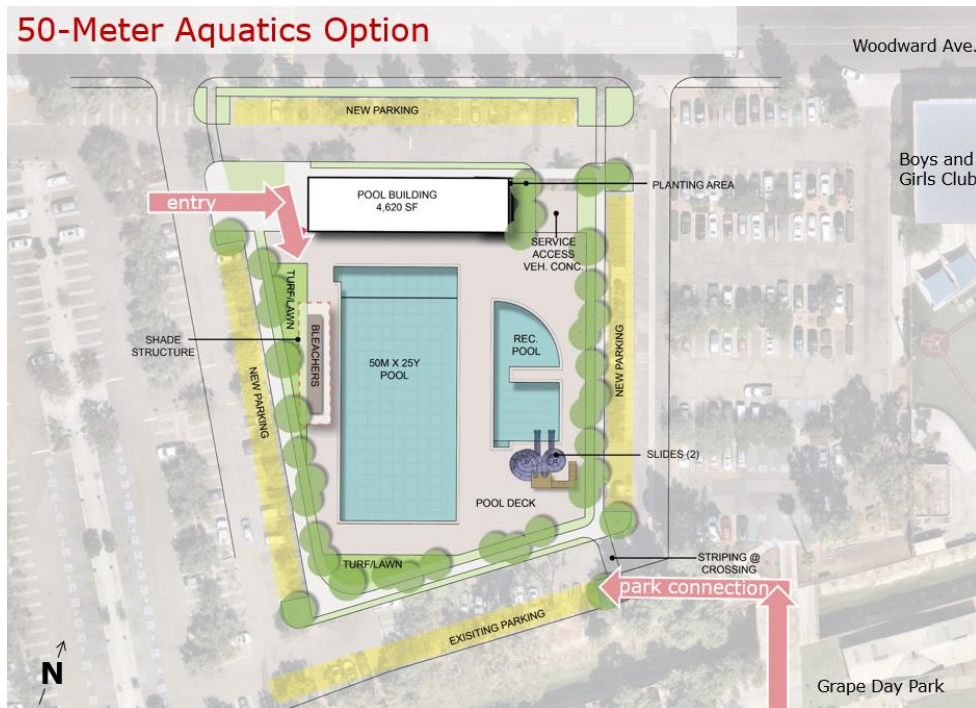 50-Meter Aquatics Option
Woodward Ave.
NEW PARKING
Boys and
Girls Club
POOL BUILDING
4,620 SF
PLANTING AREA
entry
SERVICE
ACCESS
VEH. CONC.
TURF/LAWN
SHADE
STRUCTURE
BLEACHERS
50M X 25Y
POOL
REC.
POOL
NEW PARKING
NEW PARKING
SLIDES (2)
POOL DECK
TURF/LAWN
STRIPING @
CROSSING
park connection
EXISITING PARKING
N
Grape Day Park